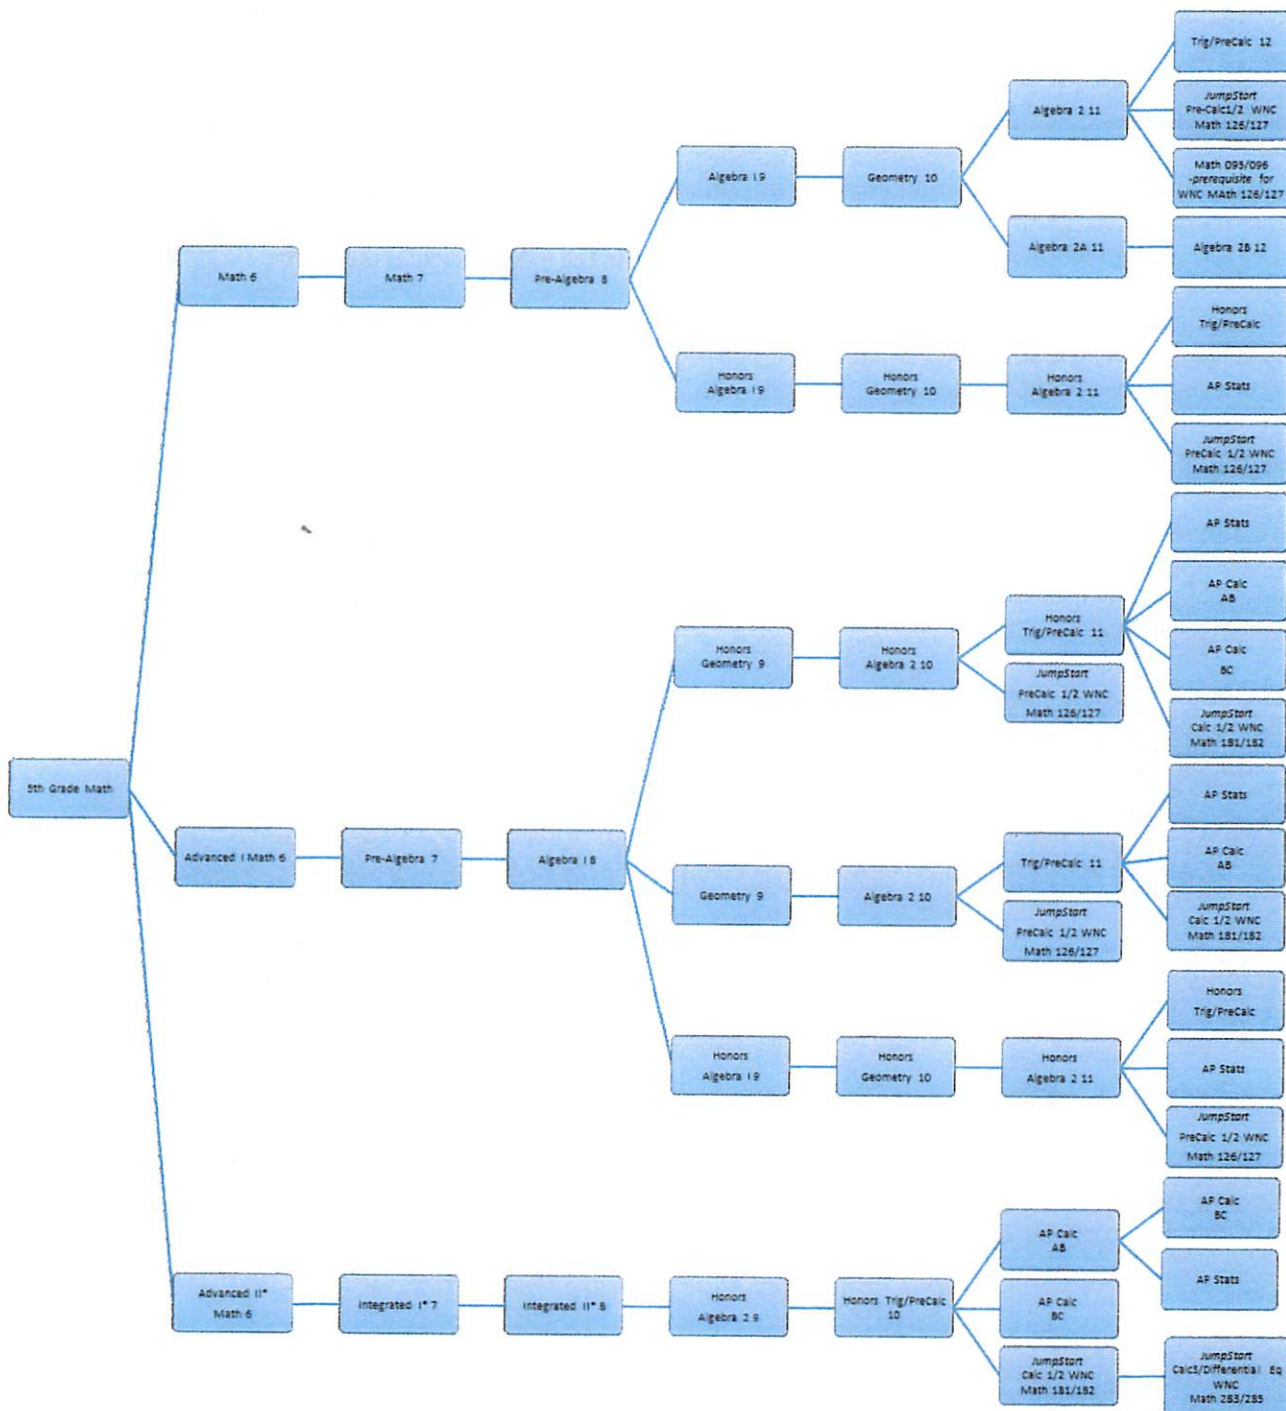 5th Grade Math
Math 6
Math 7
Pre-Algebra 8
Algebra I 9
Geometry 10
Algebra 2 11
Trig/PreCalc 12
JumpStart
Pre-Calc1/2 WNC
Math 126/127
Math 095/096
-prerequisite for
WNC MAth 126/127
Algebra 2A 11
Algebra 2B 12
Honors
Algebra I 9
Honors
Geometry 10
Honors
Algebra 2 11
Honors
Trig/PreCalc
AP Stats
JumpStart
PreCalc 1/2 WNC
Math 126/127
Advanced I Math 6
Pre-Algebra 7
Algebra I 8
Honors
Geometry 9
Honors
Algebra 2 10
Honors
Trig/PreCalc 11
JumpStart
PreCalc 1/2 WNC
Math 126/127
AP Stats
AP Calc
AB
AP Calc
BC
JumpStart
Calc 1/2 WNC
Math 181/182
Geometry 9
Algebra 2 10
Trig/PreCalc 11
JumpStart
PreCalc 1/2 WNC
Math 126/127
AP Stats
AP Calc
AB
JumpStart
Calc 1/2 WNC
Math 181/182
Honors
Algebra I 9
Honors
Geometry 10
Honors
Algebra 2 11
Honors
Trig/PreCalc
AP Stats
JumpStart
PreCalc 1/2 WNC
Math 126/127
Advanced II*
Math 6
Integrated I* 7
Integrated II* 8
Honors
Algebra 2 9
Honors Trig/PreCalc
10
AP Calc
AB
AP Calc
BC
AP Stats
AP Calc
BC
JumpStart
Calc 1/2 WNC
Math 181/182
JumpStart
Calc3/Differential Eq
WNC
Math 283/285